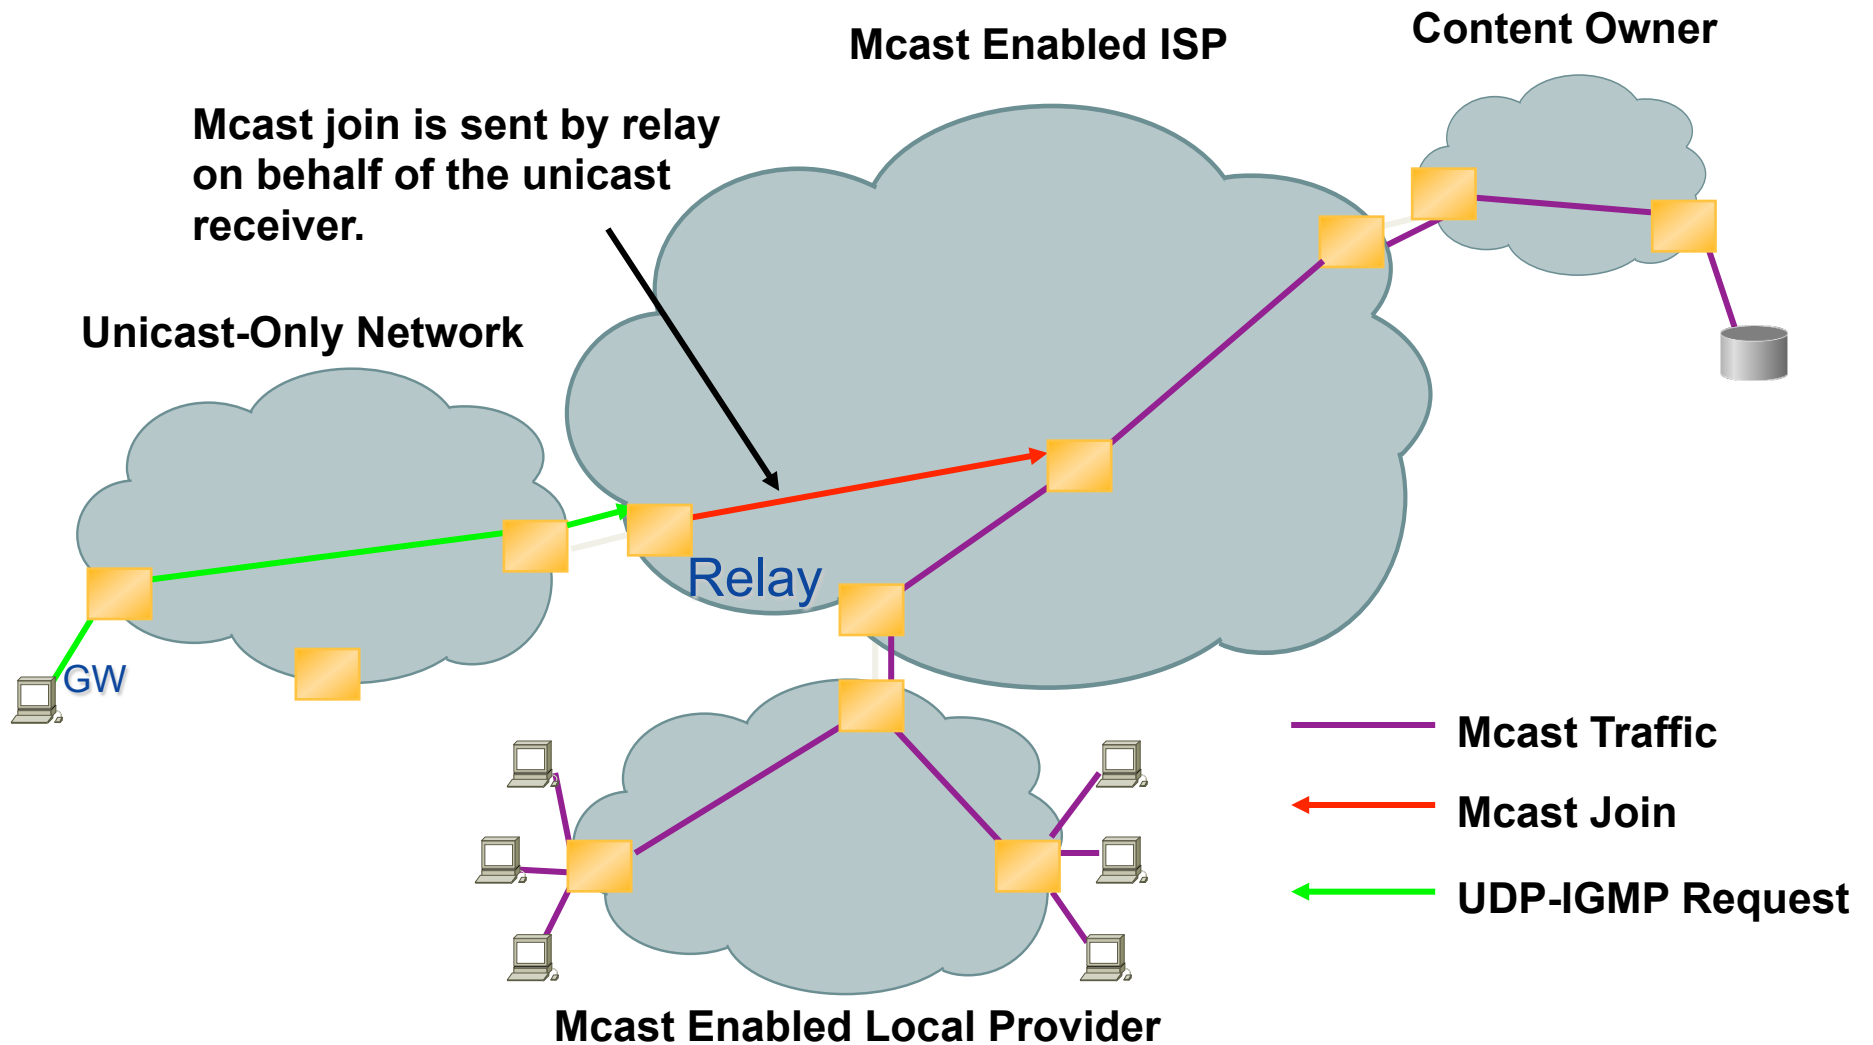 Content Owner
Mcast Enabled ISP
Mcast join is sent by relay
on behalf of the unicast
receiver.
Unicast-Only Network
Relay
GW
Mcast Traffic
Mcast Join
UDP-IGMP Request
Mcast Enabled Local Provider